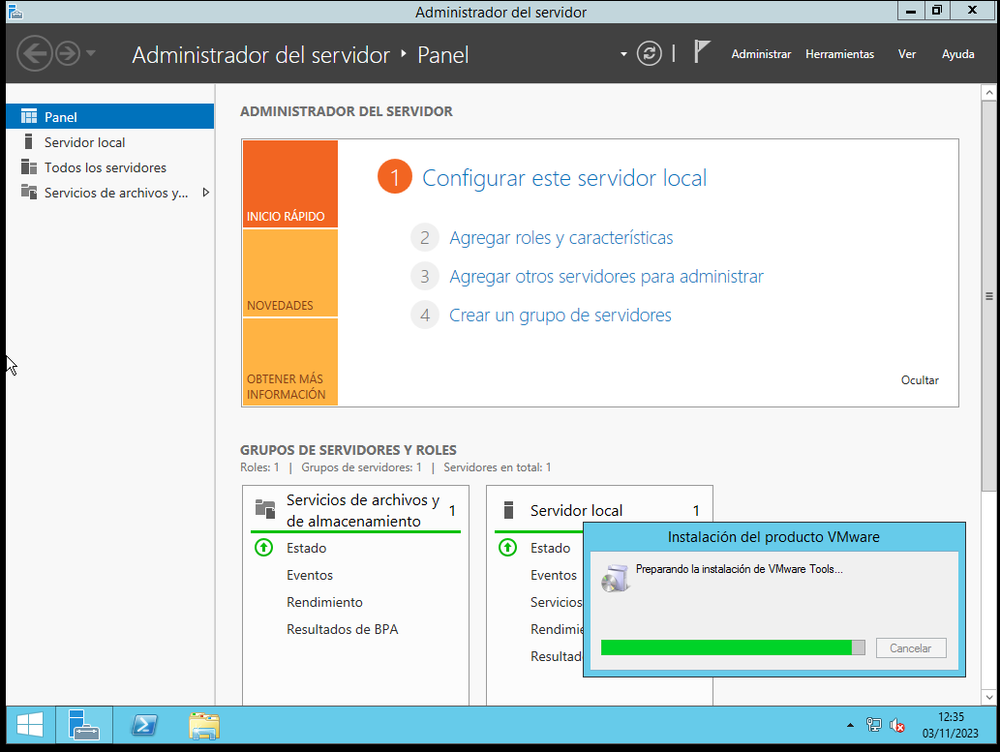 Administrador del servidor
Administrador del servidor ‣ Panel
Administrar Herramientas Ver Ayuda
Panel
Servidor local
Todos los servidores
Servicios de archivos y...
ADMINISTRADOR DEL SERVIDOR
INICIO RÁPIDO
NOVEDADES
OBTENER MÁS
INFORMACIÓN
1 Configurar este servidor local
2 Agregar roles y características
3 Agregar otros servidores para administrar
4 Crear un grupo de servidores
Ocultar
GRUPOS DE SERVIDORES Y ROLES
Roles: 1 | Grupos de servidores: 1 | Servidores en total: 1
Servicios de archivos y
de almacenamiento 1
Estado
Eventos
Rendimiento
Resultados de BPA
Servidor local 1
Estado
Eventos
Servicios
Rendimie
Resultado
Instalación del producto VMware
Preparando la instalación de VMware Tools...
Cancelar
12:35
03/11/2023